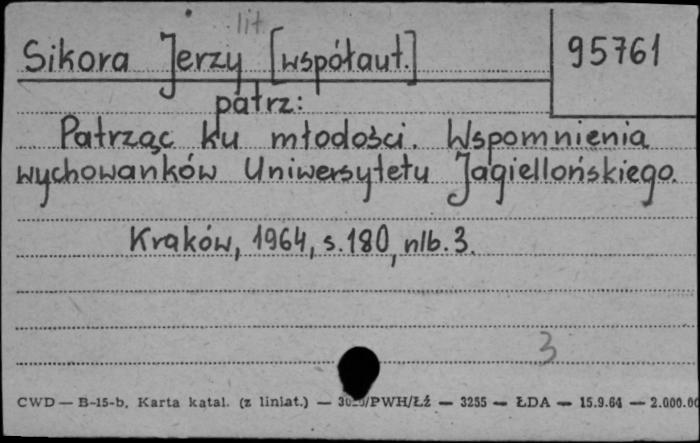 lit.
Sikora Jerzy [współaut.]
95761
patrz:
Patrząc ku młodości. Wspomnienia
wychowanków Uniwersytetu Jagiellońskiego.
Kraków, 1964, s. 180, nlb. 3.
3
CWD — B-15-b. Karta katal. (z liniat.) — /PWH/Łź — 3255 — ŁDA — 15.9.64 — 2.000.00